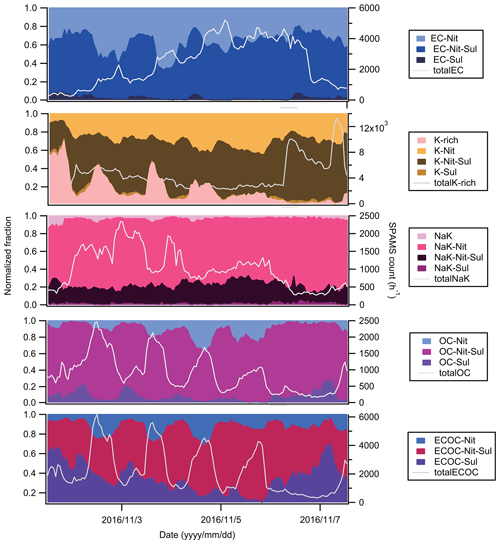 1.0
0.8
0.6
0.4
0.2
0.0
6000
4000
2000
0
EC-Nit
EC-Nit-Sul
EC-Sul
totalEC
1.0
0.8
0.6
0.4
0.2
12x10³
8
4
0
K-rich
K-Nit
K-Nit-Sul
K-Sul
totalK-rich
Normalized fraction
1.0
0.8
0.6
0.4
0.2
0.0
2500
2000
1500
1000
500
0
SPAMS count (h⁻¹)
NaK
NaK-Nit
NaK-Nit-Sul
NaK-Sul
totalNaK
1.0
0.8
0.6
0.4
0.2
0.0
2500
2000
1500
1000
500
0
OC-Nit
OC-Nit-Sul
OC-Sul
totalOC
1.0
0.8
0.6
0.4
0.2
6000
4000
2000
0
ECOC-Nit
ECOC-Nit-Sul
ECOC-Sul
totalECOC
2016/11/3
2016/11/5
2016/11/7
Date (yyyy/mm/dd)